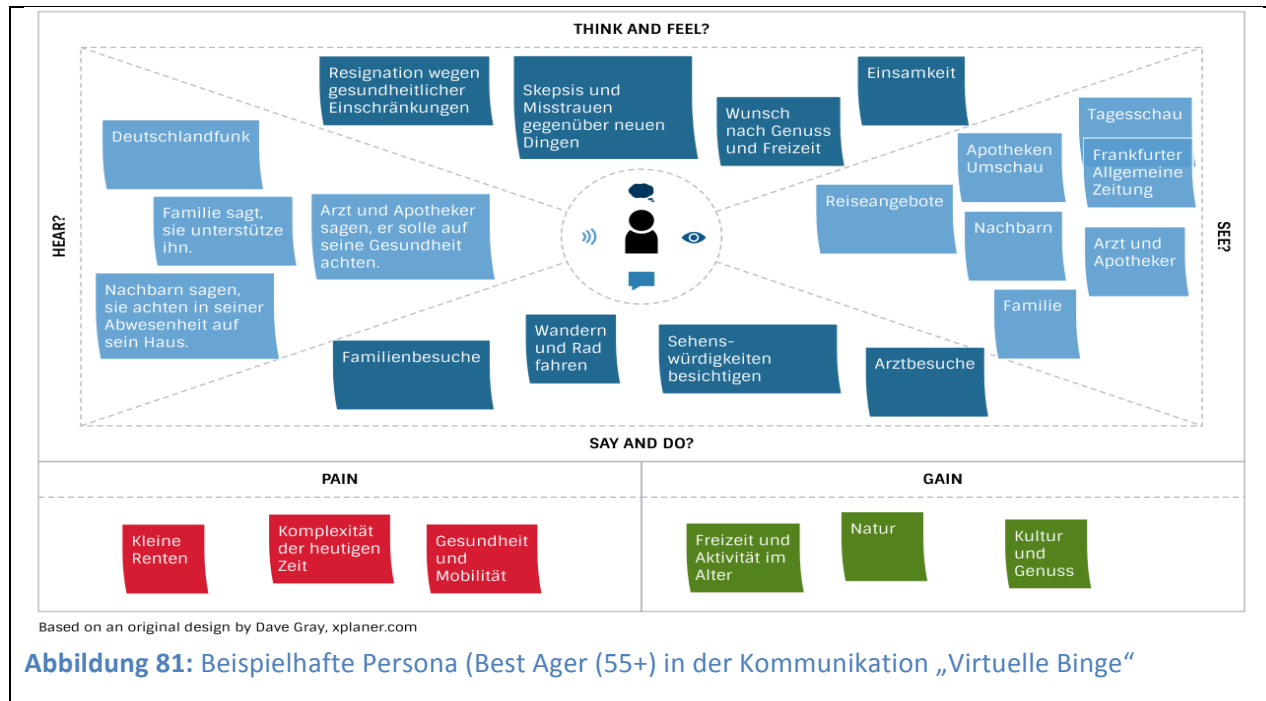 THINK AND FEEL?
Resignation wegen
gesundheitlicher
Einschränkungen
Skepsis und
Misstrauen
gegenüber neuen
Dingen
Wunsch
nach Genuss
und Freizeit
Einsamkeit
HEAR?
Deutschlandfunk
Familie sagt,
sie unterstütze
ihn.
Arzt und Apotheker
sagen, er solle auf
seine Gesundheit
achten.
Nachbarn sagen,
sie achten in seiner
Abwesenheit auf
sein Haus.
SEE?
Tagesschau
Apotheken
Umschau
Frankfurter
Allgemeine
Zeitung
Reiseangebote
Nachbarn
Arzt und
Apotheker
Familie
Familienbesuche
Wandern
und Rad
fahren
Sehens-
würdigkeiten
besichtigen
Arztbesuche
SAY AND DO?
PAIN
Kleine
Renten
Komplexität
der heutigen
Zeit
Gesundheit
und
Mobilität
GAIN
Freizeit und
Aktivität im
Alter
Natur
Kultur
und
Genuss
Based on an original design by Dave Gray, xplaner.com
Abbildung 81: Beispielhafte Persona (Best Ager (55+) in der Kommunikation „Virtuelle Binge“